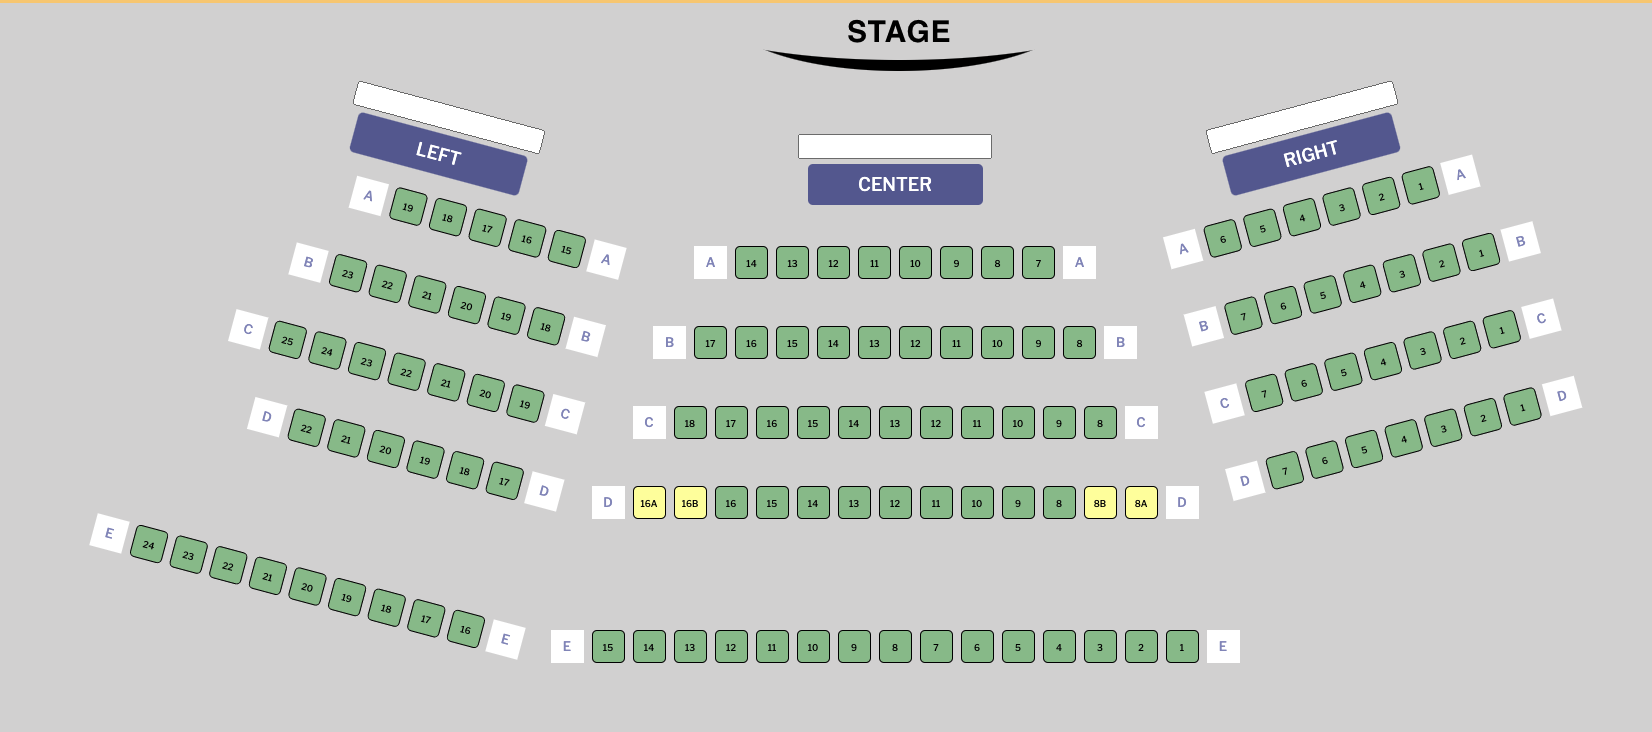 STAGE
LEFT
CENTER
RIGHT
A 19 18 17 16 15 A
A 14 13 12 11 10 9 8 7 A
A 6 5 4 3 2 1 A
B 23 22 21 20 19 18 B
B 17 16 15 14 13 12 11 10 9 8 B
B 7 6 5 4 3 2 1 B
C 25 24 23 22 21 20 19 C
C 18 17 16 15 14 13 12 11 10 9 8 C
C 7 6 5 4 3 2 1 C
D 22 21 20 19 18 17 D
D 16A 16B 16 15 14 13 12 11 10 9 8 8B 8A D
D 7 6 5 4 3 2 1 D
E 24 23 22 21 20 19 18 17 16 E
E 15 14 13 12 11 10 9 8 7 6 5 4 3 2 1 E